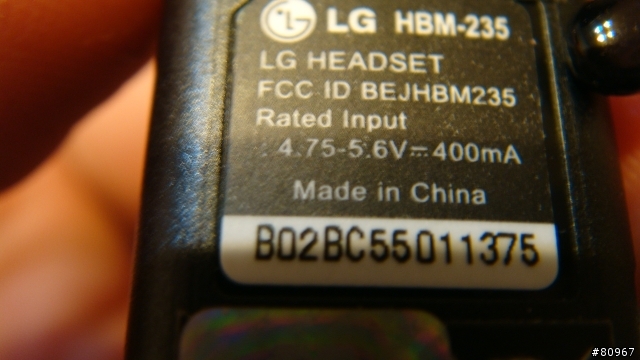 LG HBM-235
LG HEADSET
FCC ID BEJHBM235
Rated Input
: 4.75-5.6V⎓400mA
Made in China
B02BC55011375
#80967